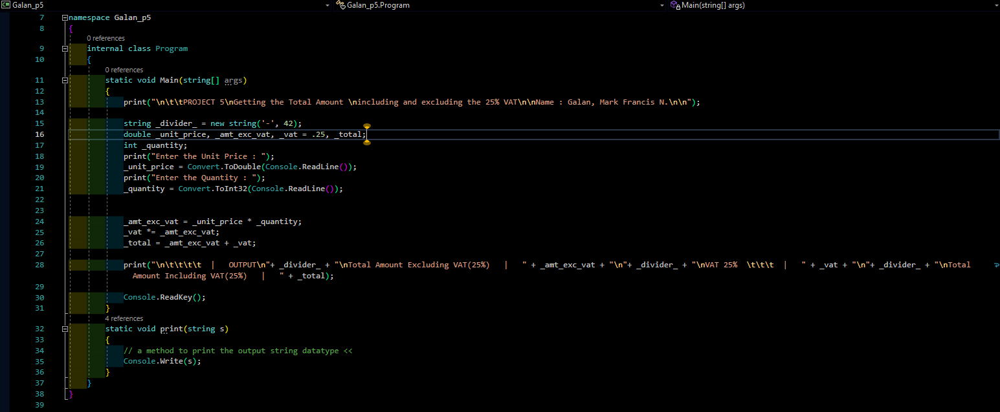 C# Galan_p5 Galan_p5.Program Main(string[] args)
7 namespace Galan_p5
8 {
0 references
9 internal class Program
10 {
0 references
11 static void Main(string[] args)
12 {
13 print("\n\t\tPROJECT 5\nGetting the Total Amount \nincluding and excluding the 25% VAT\n\nName : Galan, Mark Francis N.\n\n");
14
15 string _divider_ = new string('-', 42);
16 double _unit_price, _amt_exc_vat, _vat = .25, _total;
17 int _quantity;
18 print("Enter the Unit Price : ");
19 _unit_price = Convert.ToDouble(Console.ReadLine());
20 print("Enter the Quantity : ");
21 _quantity = Convert.ToInt32(Console.ReadLine());
22
23
24 _amt_exc_vat = _unit_price * _quantity;
25 _vat *= _amt_exc_vat;
26 _total = _amt_exc_vat + _vat;
27
28 print("\n\t\t\t\t | OUTPUT\n"+ _divider_ + "\nTotal Amount Excluding VAT(25%) | " + _amt_exc_vat + "\n"+ _divider_ + "\nVAT 25% \t\t\t | " + _vat + "\n"+ _divider_ + "\nTotal
Amount Including VAT(25%) | " + _total);
29
30 Console.ReadKey();
31 }
4 references
32 static void print(string s)
33 {
34 // a method to print the output string datatype <<
35 Console.Write(s);
36 }
37 }
38 }
39